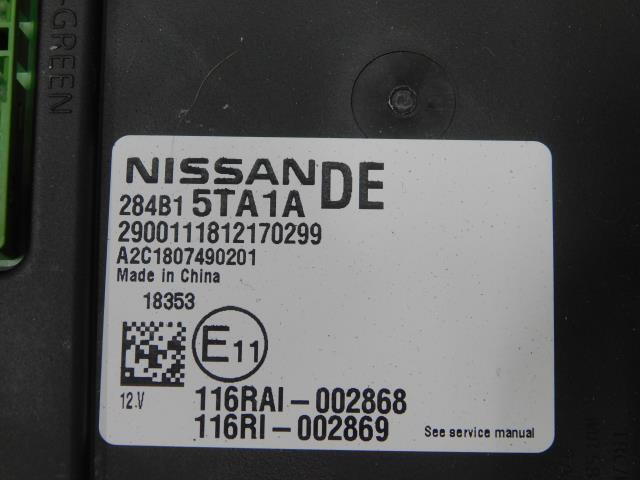 -GREEN
NISSAN DE
284B1 5TA1A
2900111812170299
A2C1807490201
Made in China
18353
E11
12.V
116RAI-002868
116RI-002869
See service manual